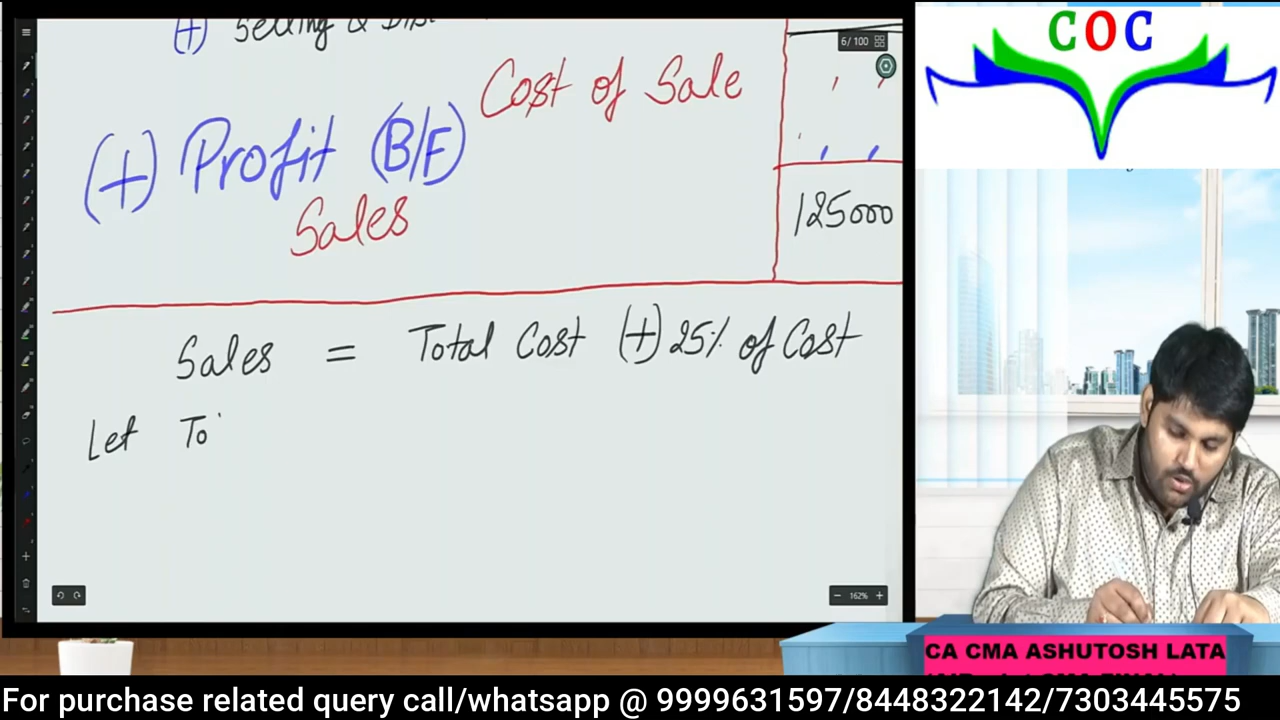 (+) Selling & Dist
6 / 100
COC
Cost of Sale
(+) Profit (B/F)
Sales
125000
Sales = Total Cost (+) 25% of Cost
Let To
162%
CA CMA ASHUTOSH LATA
For purchase related query call/whatsapp @ 9999631597/8448322142/7303445575